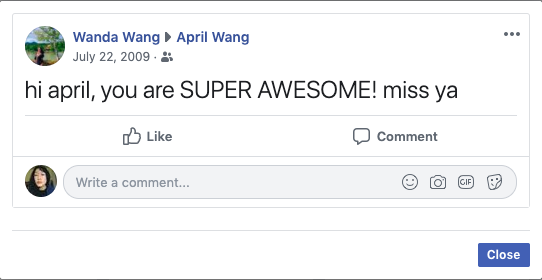 Wanda Wang ▸ April Wang
July 22, 2009 ·
hi april, you are SUPER AWESOME! miss ya
Like Comment
Write a comment...
GIF
Close